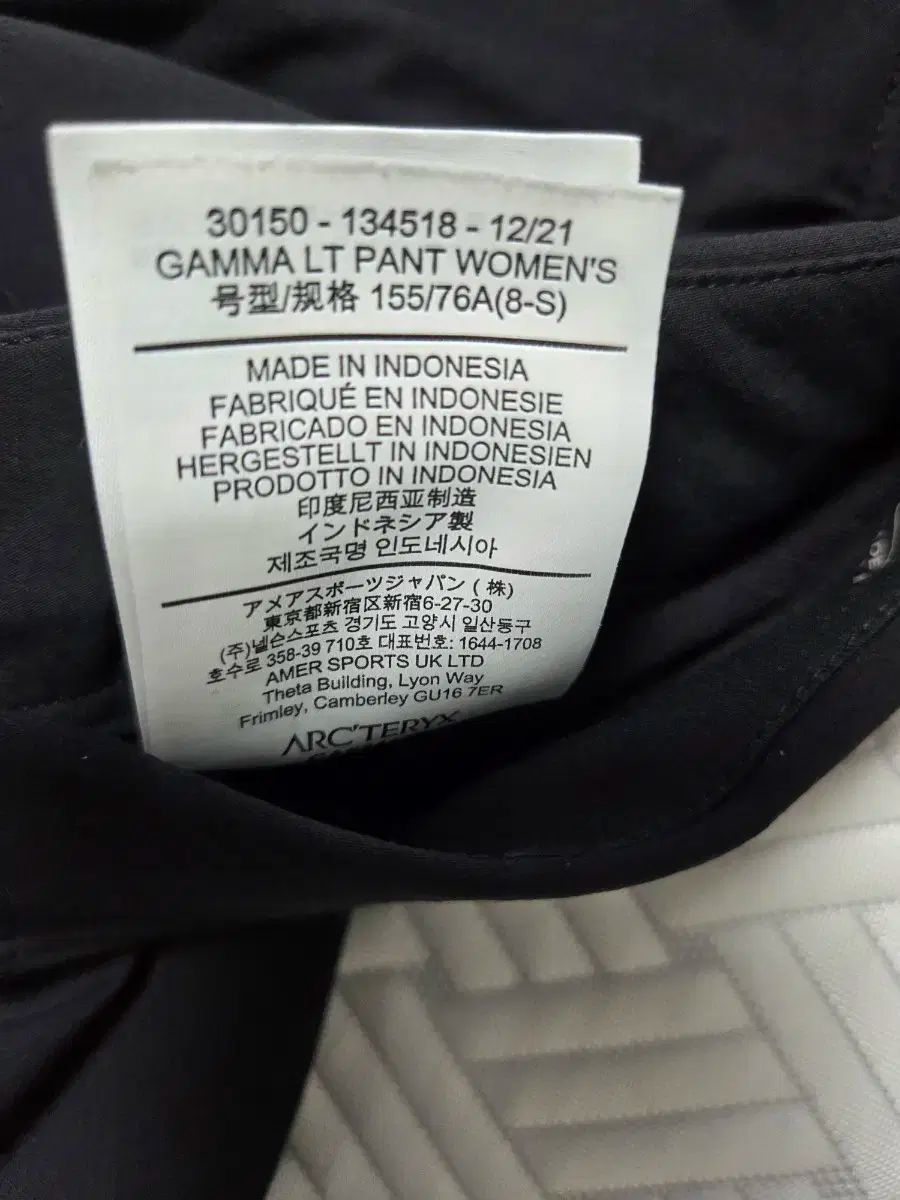 30150 - 134518 - 12/21
GAMMA LT PANT WOMEN'S
号型/规格 155/76A(8-S)
MADE IN INDONESIA
FABRIQUÉ EN INDONESIE
FABRICADO EN INDONESIA
HERGESTELLT IN INDONESIEN
PRODOTTO IN INDONESIA
印度尼西亚制造
インドネシア製
제조국명 인도네시아
アメアスポーツジャパン (株)
東京都新宿区新宿6-27-30
(주)넬슨스포츠 경기도 고양시 일산동구
호수로 358-39 710호 대표번호: 1644-1708
AMER SPORTS UK LTD
Theta Building, Lyon Way
Frimley, Camberley GU16 7ER
ARC'TERYX